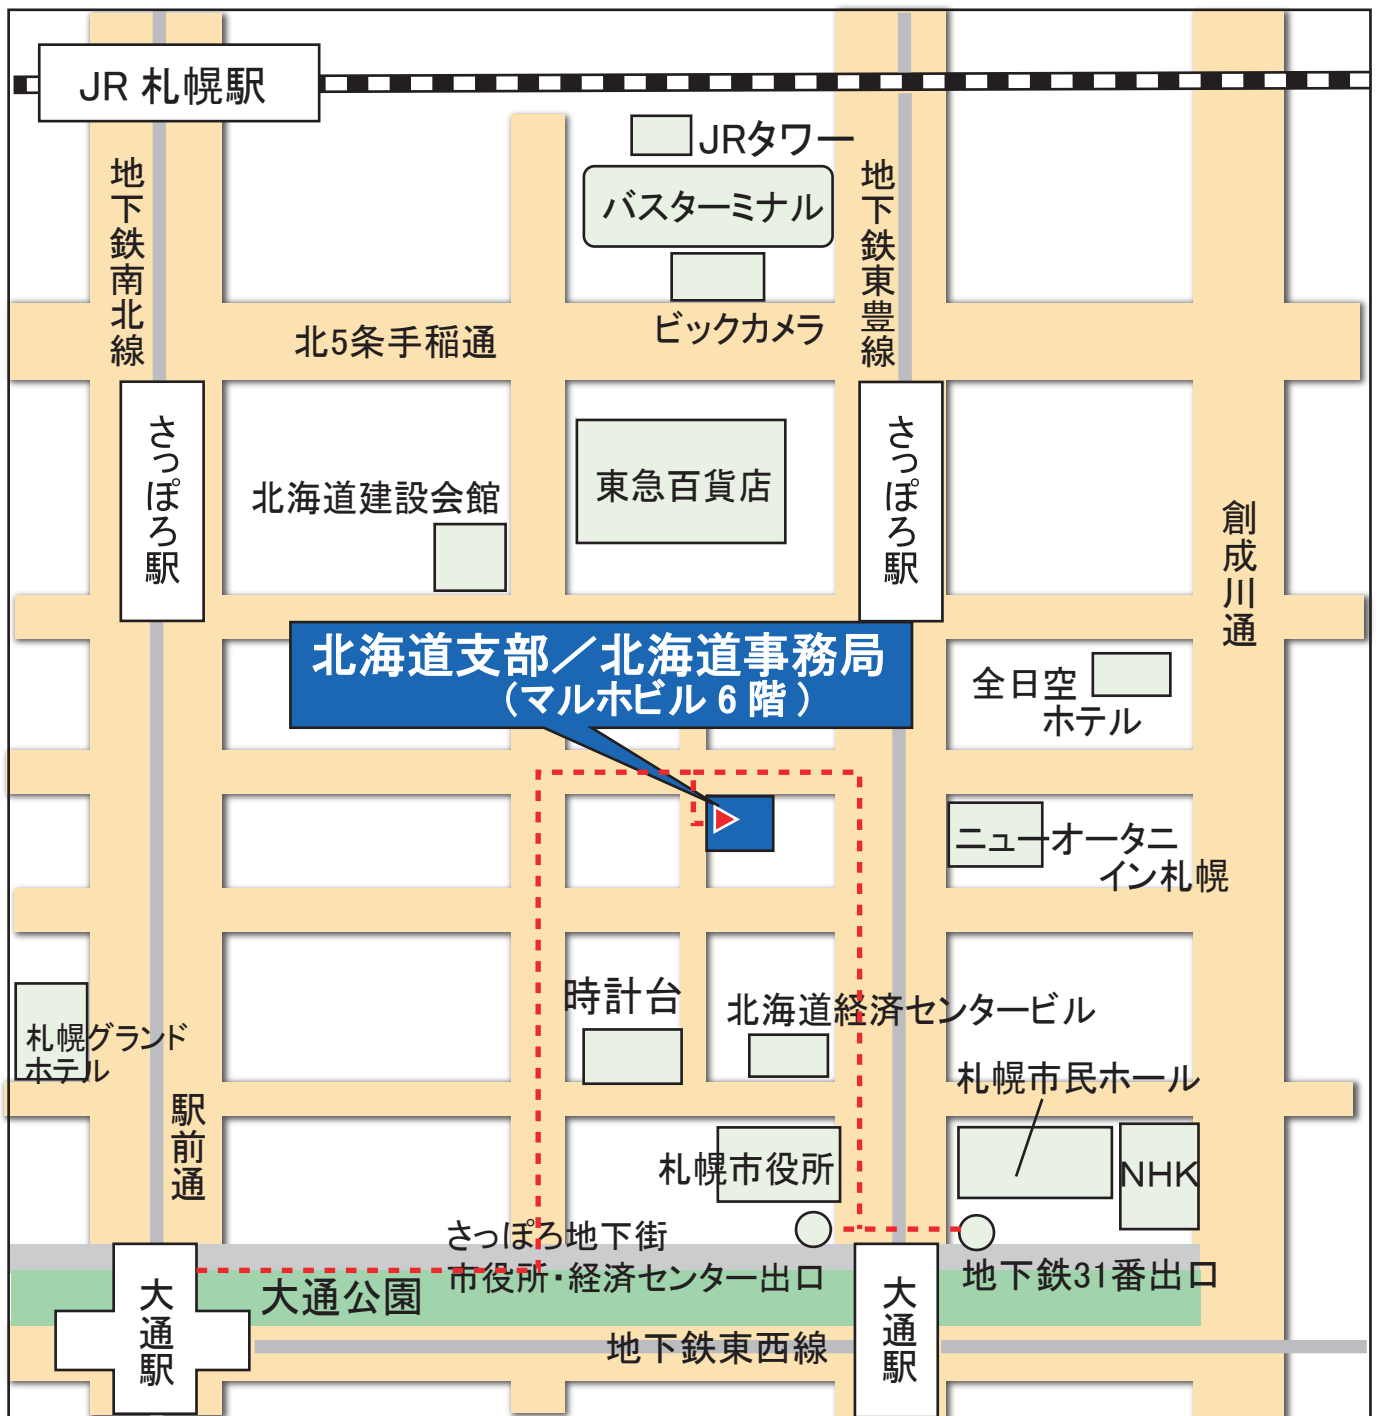 JR 札幌駅
JRタワー
バスターミナル
地下鉄南北線
地下鉄東豊線
ビックカメラ
北5条手稲通
さっぽろ駅
さっぽろ駅
東急百貨店
北海道建設会館
創成川通
北海道支部／北海道事務局
（マルホビル 6 階 ）
全日空
ホテル
ニューオータニ
イン札幌
時計台
北海道経済センタービル
札幌グランド
ホテル
札幌市民ホール
駅前通
札幌市役所
NHK
さっぽろ地下街
市役所・経済センター出口
地下鉄31番出口
大通公園
大通駅
大通駅
地下鉄東西線